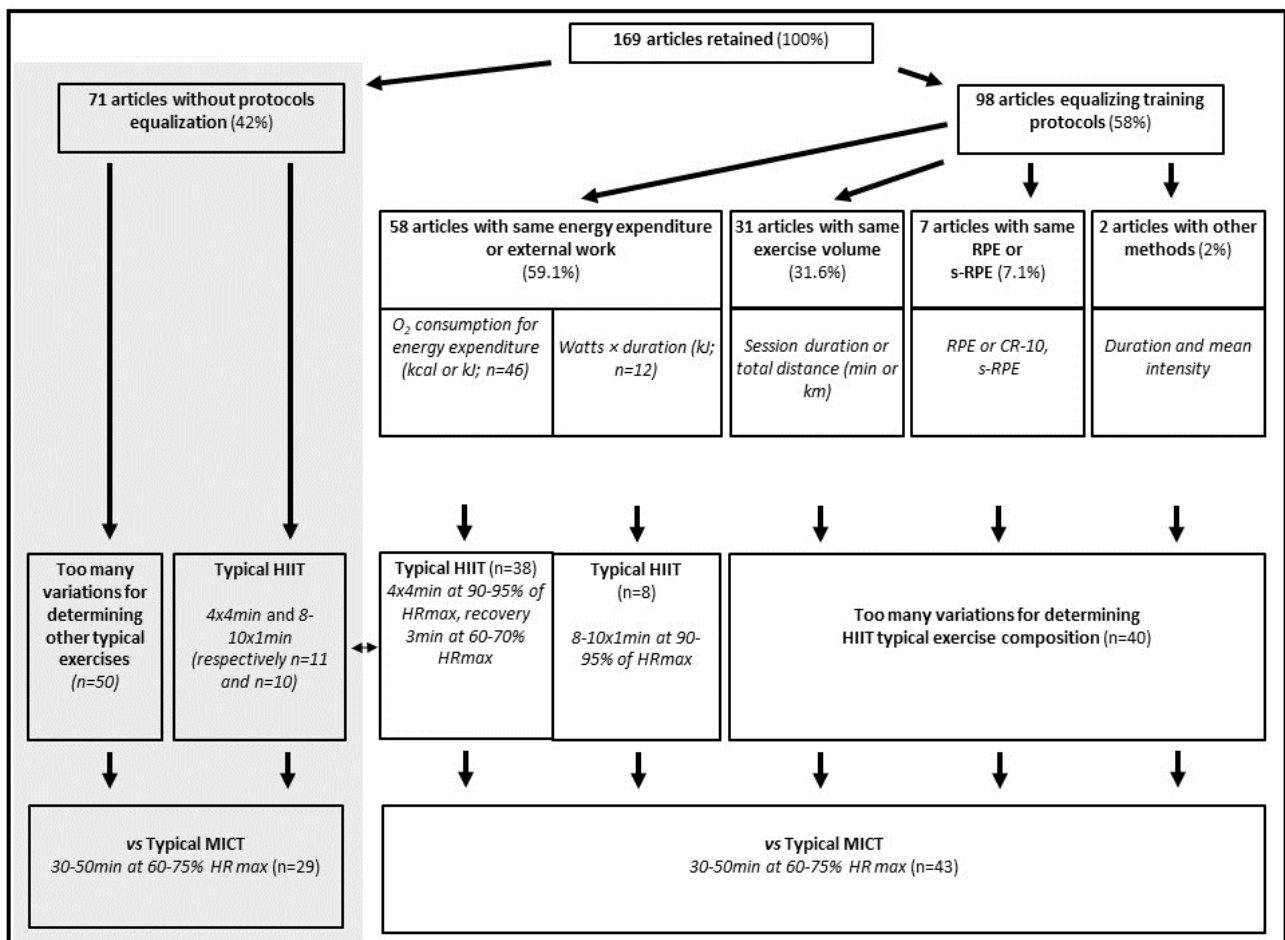 169 articles retained (100%)
71 articles without protocols
equalization (42%)
98 articles equalizing training
protocols (58%)
58 articles with same energy expenditure
or external work
(59.1%)
31 articles with same
exercise volume
(31.6%)
7 articles with same
RPE or
s-RPE (7.1%)
2 articles with other
methods (2%)
O₂ consumption for
energy expenditure
(kcal or kJ; n=46)
Watts × duration (kJ;
n=12)
Session duration or
total distance (min or
km)
RPE or CR-10,
s-RPE
Duration and mean
intensity
Too many
variations for
determining
other typical
exercises
(n=50)
Typical HIIT
4x4min and 8-
10x1min
(respectively n=11
and n=10)
Typical HIIT (n=38)
4x4min at 90-95% of
HRmax, recovery
3min at 60-70%
HRmax
Typical HIIT
(n=8)
8-10x1min at 90-
95% of HRmax
Too many variations for determining
HIIT typical exercise composition (n=40)
vs Typical MICT
30-50min at 60-75% HR max (n=29)
vs Typical MICT
30-50min at 60-75% HR max (n=43)